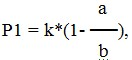 P1 = k*(1- a/b),